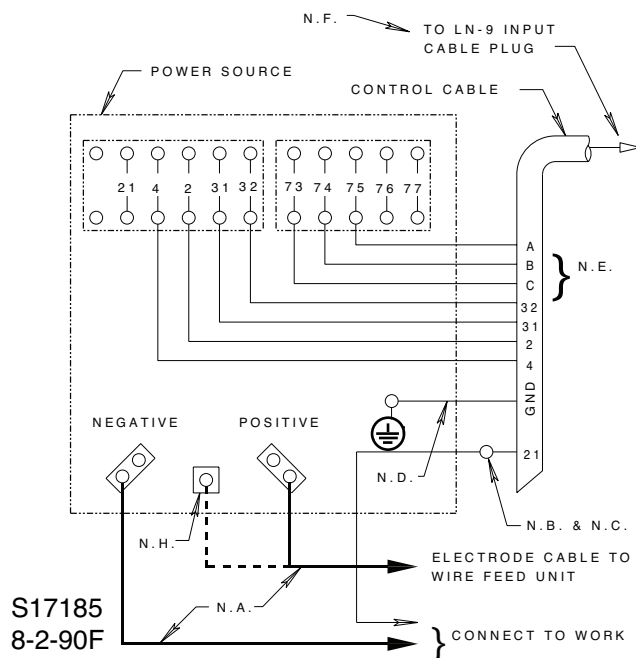 N.F.
TO LN-9 INPUT
CABLE PLUG
POWER SOURCE
CONTROL CABLE
21 4 2 31 32 73 74 75 76 77
A
B
C
N.E.
32
31
2
4
GND
21
NEGATIVE
POSITIVE
N.D.
N.B. & N.C.
N.H.
ELECTRODE CABLE TO
WIRE FEED UNIT
N.A.
S17185
8-2-90F
CONNECT TO WORK